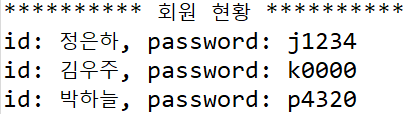 ********** 회원 현황 **********
id: 정은하, password: j1234
id: 김우주, password: k0000
id: 박하늘, password: p4320